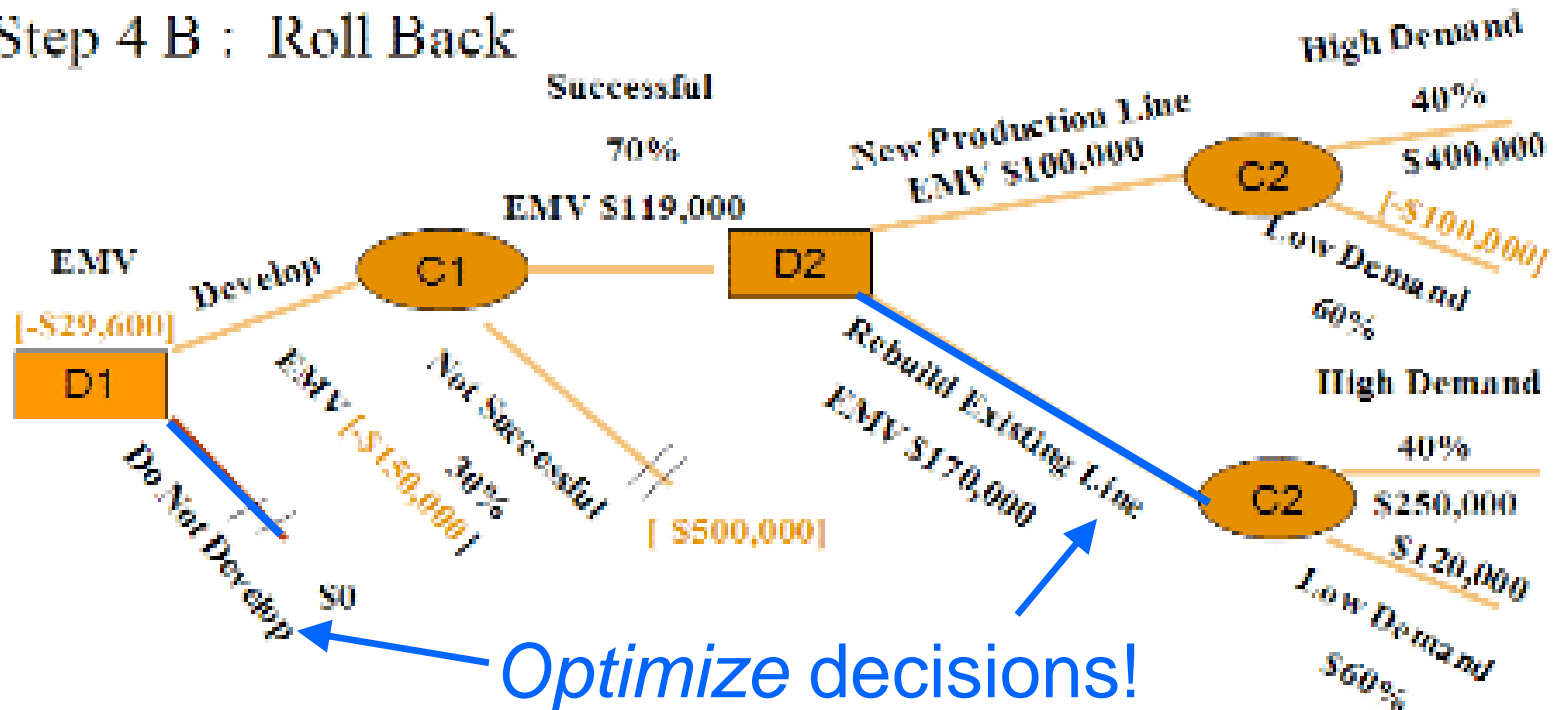 Step 4 B : Roll Back
Successful
70%
EMV $119,000
EMV
[-$29,600]
D1
Develop
C1
EMV [-$150,000]
Not Successful
30%
[ $500,000]
Do Not Develop
$0
D2
New Production Line
EMV $100,000
C2
High Demand
40%
$400,000
[-$100,000]
Low Demand
60%
Rebuild Existing Line
EMV $170,000
C2
High Demand
40%
$250,000
$120,000
Low Demand
$60%
Optimize decisions!